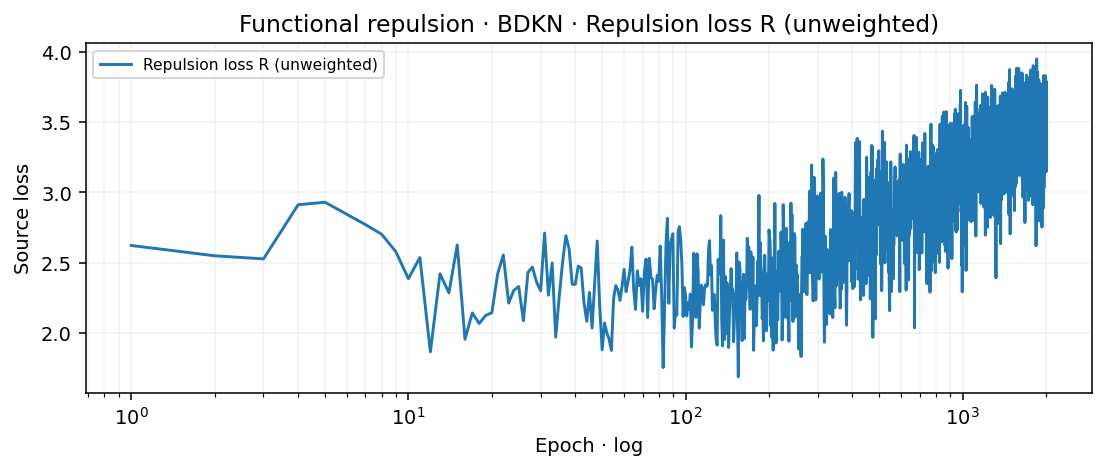 Functional repulsion · BDKN · Repulsion loss R (unweighted)
Repulsion loss R (unweighted)
Source loss
4.0
3.5
3.0
2.5
2.0
10⁰
10¹
10²
10³
Epoch · log